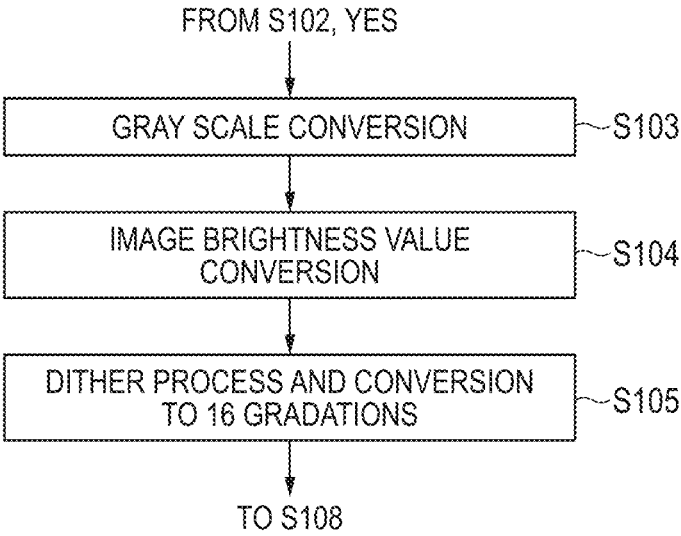 FROM S102, YES
GRAY SCALE CONVERSION
S103
IMAGE BRIGHTNESS VALUE
CONVERSION
S104
DITHER PROCESS AND CONVERSION
TO 16 GRADATIONS
S105
TO S108